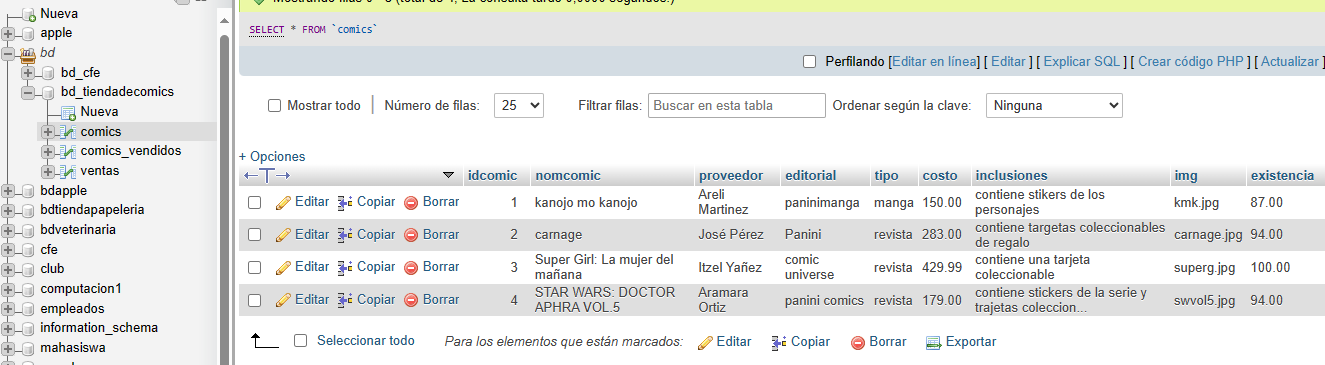 Nueva
apple
bd
bd_cfe
bd_tiendadecomics
Nueva
comics
comics_vendidos
ventas
bdapple
bdtiendapapeleria
bdveterinaria
cfe
club
computacion1
empleados
information_schema
mahasiswa
SELECT * FROM `comics`
Perfilando [Editar en línea] [ Editar ] [ Explicar SQL ] [ Crear código PHP ] [ Actualizar ]
Mostrar todo | Número de filas: 25 Filtrar filas: Buscar en esta tabla Ordenar según la clave: Ninguna
+ Opciones
←T→ idcomic nomcomic proveedor editorial tipo costo inclusiones img existencia
Editar Copiar Borrar 1 kanojo mo kanojo Areli Martinez paninimanga manga 150.00 contiene stikers de los personajes kmk.jpg 87.00
Editar Copiar Borrar 2 carnage José Pérez Panini revista 283.00 contiene targetas coleccionables de regalo carnage.jpg 94.00
Editar Copiar Borrar 3 Super Girl: La mujer del mañana Itzel Yañez comic universe revista 429.99 contiene una tarjeta coleccionable superg.jpg 100.00
Editar Copiar Borrar 4 STAR WARS: DOCTOR APHRA VOL.5 Aramara Ortiz panini comics revista 179.00 contiene stickers de la serie y trajetas coleccion... swvol5.jpg 94.00
Seleccionar todo Para los elementos que están marcados: Editar Copiar Borrar Exportar